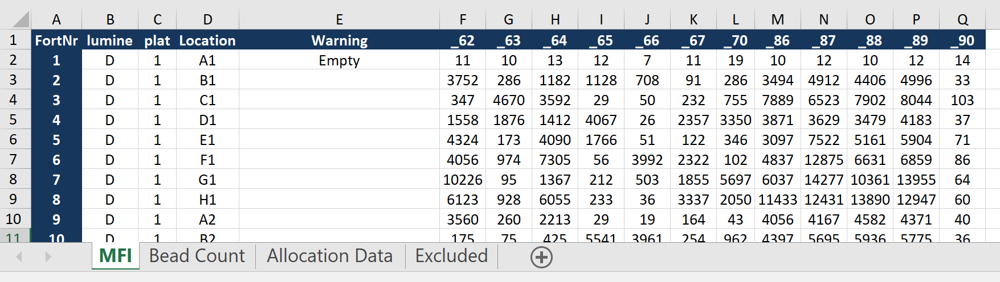 A B C D E F G H I J K L M N O P Q
1 FortNr lumine plat Location Warning _62 _63 _64 _65 _66 _67 _70 _86 _87 _88 _89 _90
2 1 D 1 A1 Empty 11 10 13 12 7 11 19 10 12 10 12 14
3 2 D 1 B1 3752 286 1182 1128 708 91 286 3494 4912 4406 4996 33
4 3 D 1 C1 347 4670 3592 29 50 232 755 7889 6523 7902 8044 103
5 4 D 1 D1 1558 1876 1412 4067 26 2357 3350 3871 3629 3479 4183 37
6 5 D 1 E1 4324 173 4090 1766 51 122 346 3097 7522 5161 5904 71
7 6 D 1 F1 4056 974 7305 56 3992 2322 102 4837 12875 6631 6859 86
8 7 D 1 G1 10226 95 1367 212 503 1855 5697 6037 14277 10361 13955 64
9 8 D 1 H1 6123 928 6055 233 36 3337 2050 11433 12431 13890 12947 60
10 9 D 1 A2 3560 260 2213 29 19 164 43 4056 4167 4582 4371 40
11 10 D 1 B2 175 75 425 5541 3961 254 962 4397 5695 5936 5775 36
MFI Bead Count Allocation Data Excluded